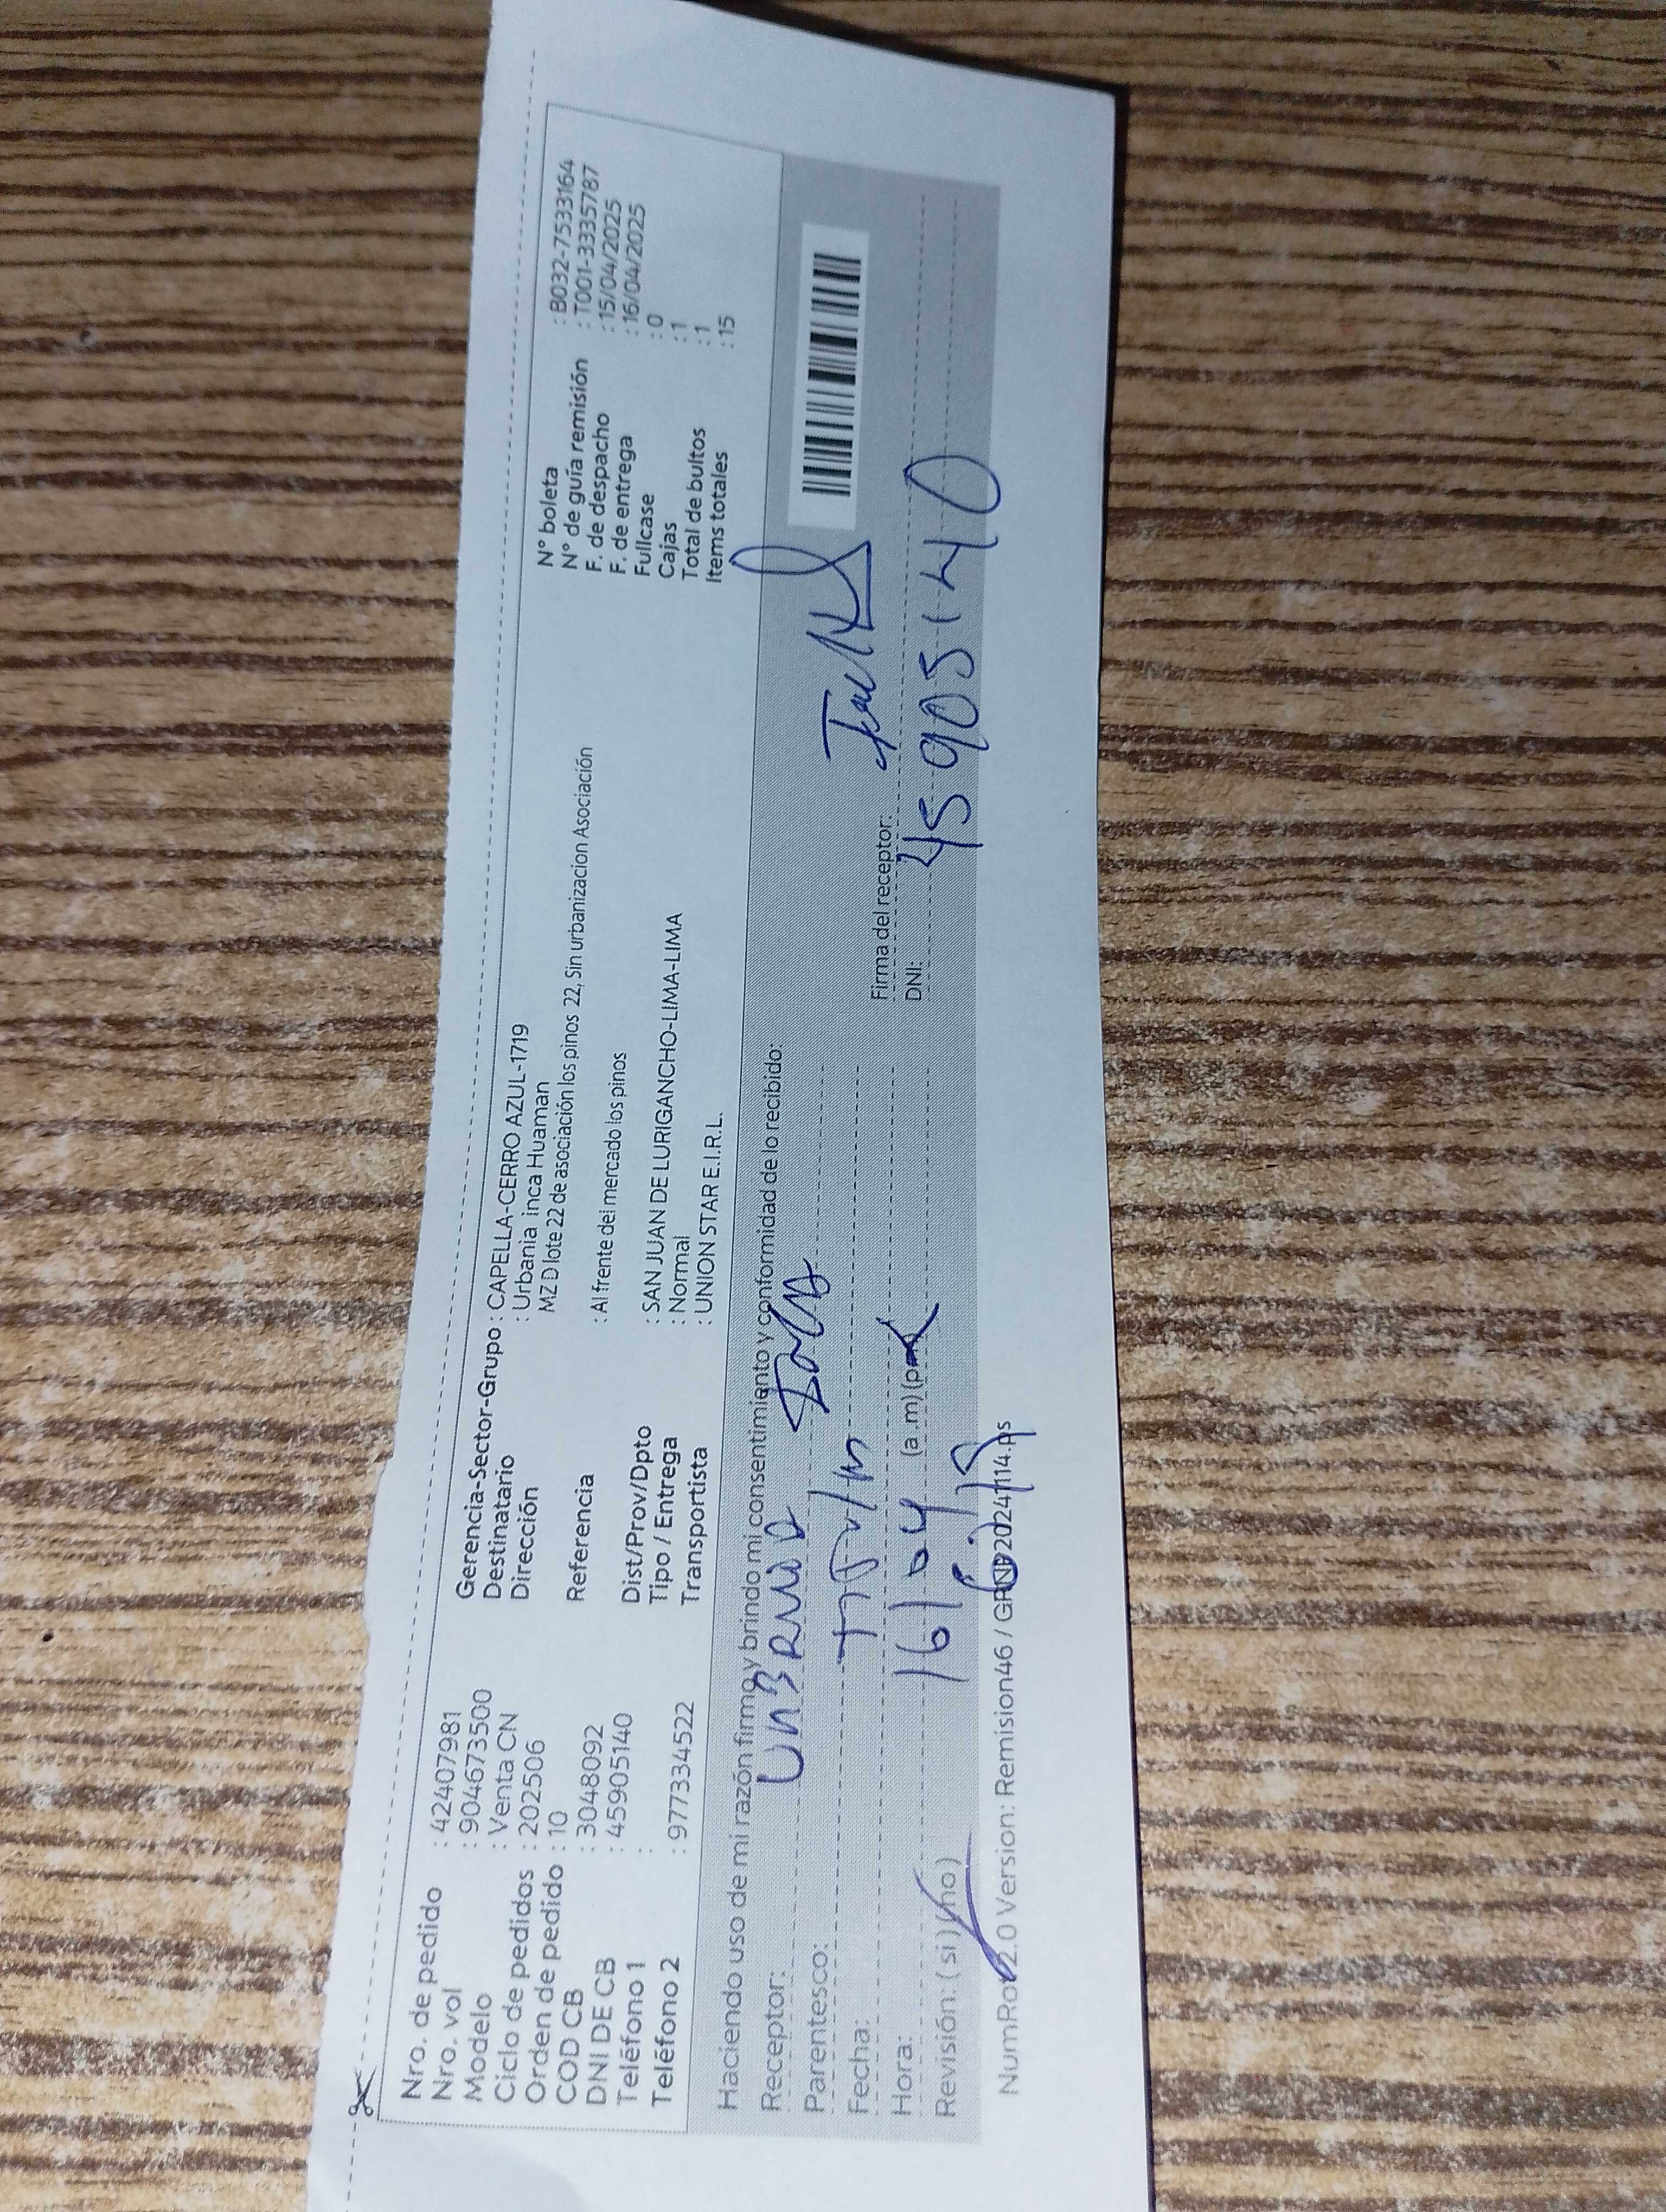 Nro. de pedido : 42407981
Nro. vol : 904673500
Modelo : Venta CN
Ciclo de pedidos : 202506
Orden de pedido : 10
COD CB : 3048092
DNI DE CB : 45905140
Teléfono 1 :
Teléfono 2 : 977334522
Gerencia-Sector-Grupo : CAPELLA-CERRO AZUL-1719
Destinatario : Urbania inca Huaman
Dirección MZ D lote 22 de asociación los pinos 22, Sin urbanizacion Asociación
Referencia : Al frente del mercado los pinos
Dist/Prov/Dpto : SAN JUAN DE LURIGANCHO-LIMA-LIMA
Tipo / Entrega : Normal
Transportista : UNION STAR E.I.R.L.
N° boleta : B032-7533164
N° de guía remisión : T001-3335787
F. de despacho : 15/04/2025
F. de entrega : 16/04/2025
Fullcase : 0
Cajas : 1
Total de bultos : 1
Items totales : 15
Haciendo uso de mi razón firmo y brindo mi consentimiento y conformidad de lo recibido:
Receptor:
Parentesco:
Fecha: 16/04
Hora: (a.m) (p
Revisión: ( si ) (no)
Firma del receptor:
DNI: 45905140
2.0 Version: Remision46 /